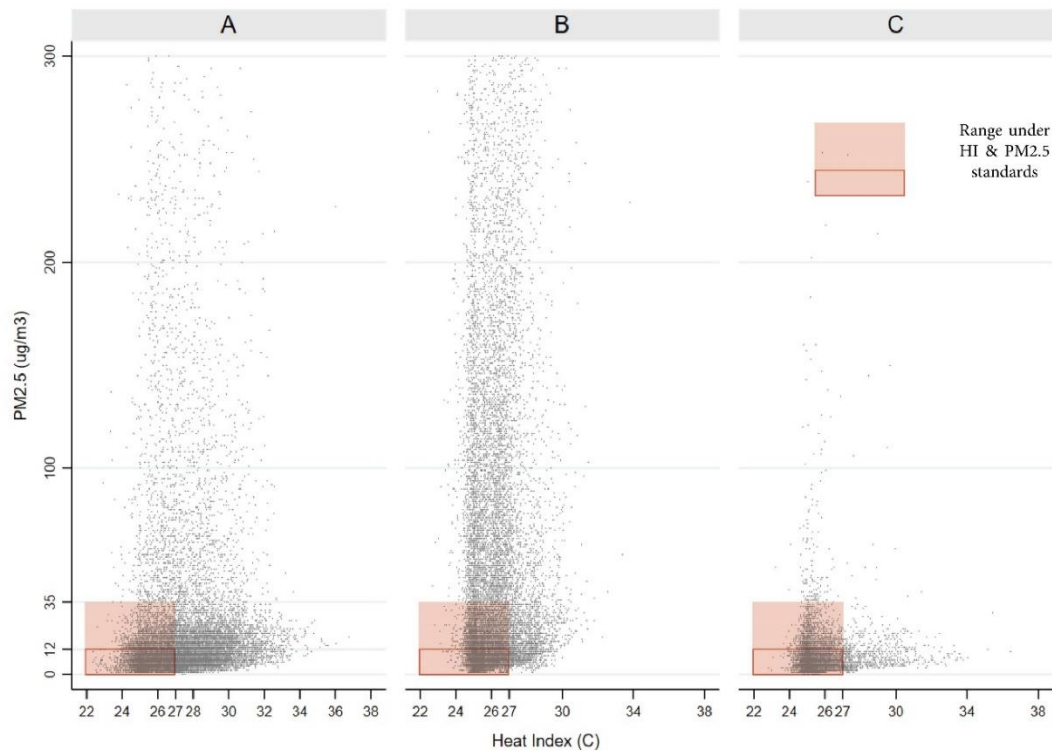 A
B
C
300
200
100
35
12
0
PM2.5 (ug/m3)
Range under
HI & PM2.5
standards
22 24 26 27 28 30 32 34 36 38
22 24 26 27 30 34 38
22 24 26 27 30 34 38
Heat Index (C)